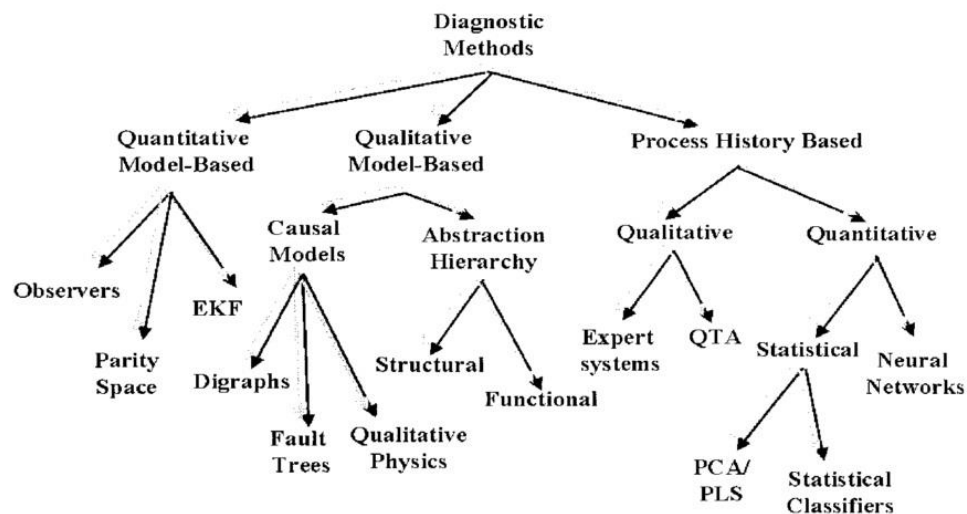 Diagnostic
Methods
Quantitative
Model-Based
Qualitative
Model-Based
Process History Based
Causal
Models
Abstraction
Hierarchy
Qualitative
Quantitative
Observers
EKF
Parity
Space
Digraphs
Fault
Trees
Qualitative
Physics
Structural
Functional
Expert
systems
QTA
Statistical
Neural
Networks
PCA/
PLS
Statistical
Classifiers